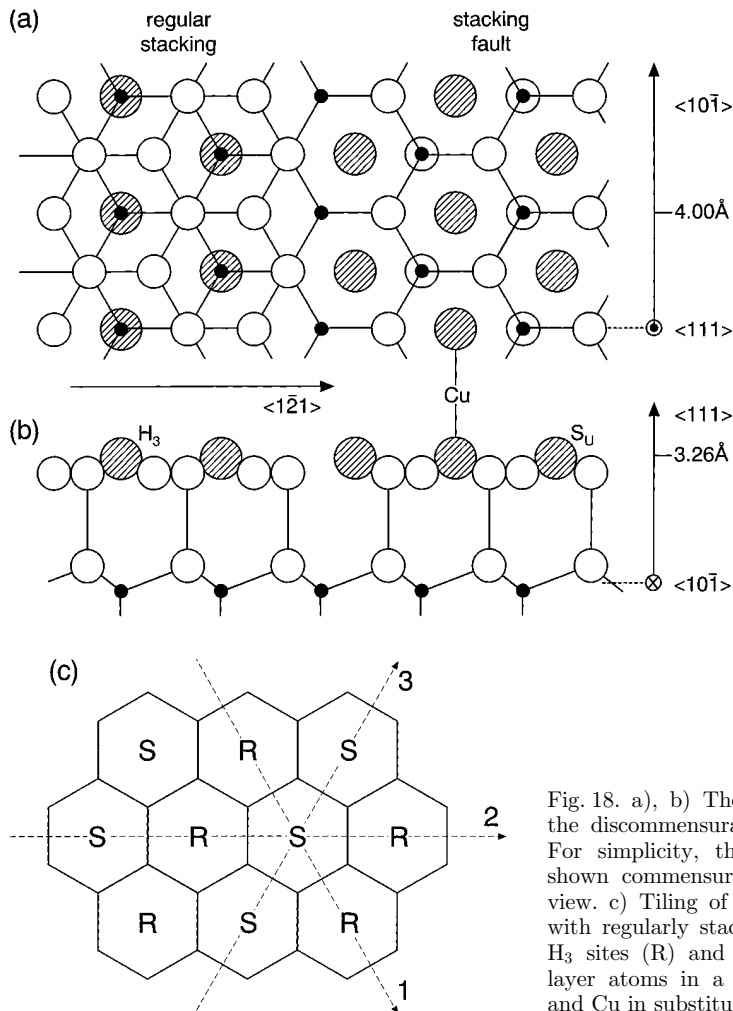 (a)
regular
stacking
stacking
fault
<101̄>
4.00Å
<111>
<12̄1>
Cu
(b)
H₃
Sᵤ
<111>
3.26Å
<101̄>
(c)
3
S
R
S
S
R
S
R
2
R
S
R
1
Fig. 18. a), b) The
the discommensura
For simplicity, th
shown commensur
view. c) Tiling of
with regularly stac
H₃ sites (R) and
layer atoms in a
and Cu in substitu